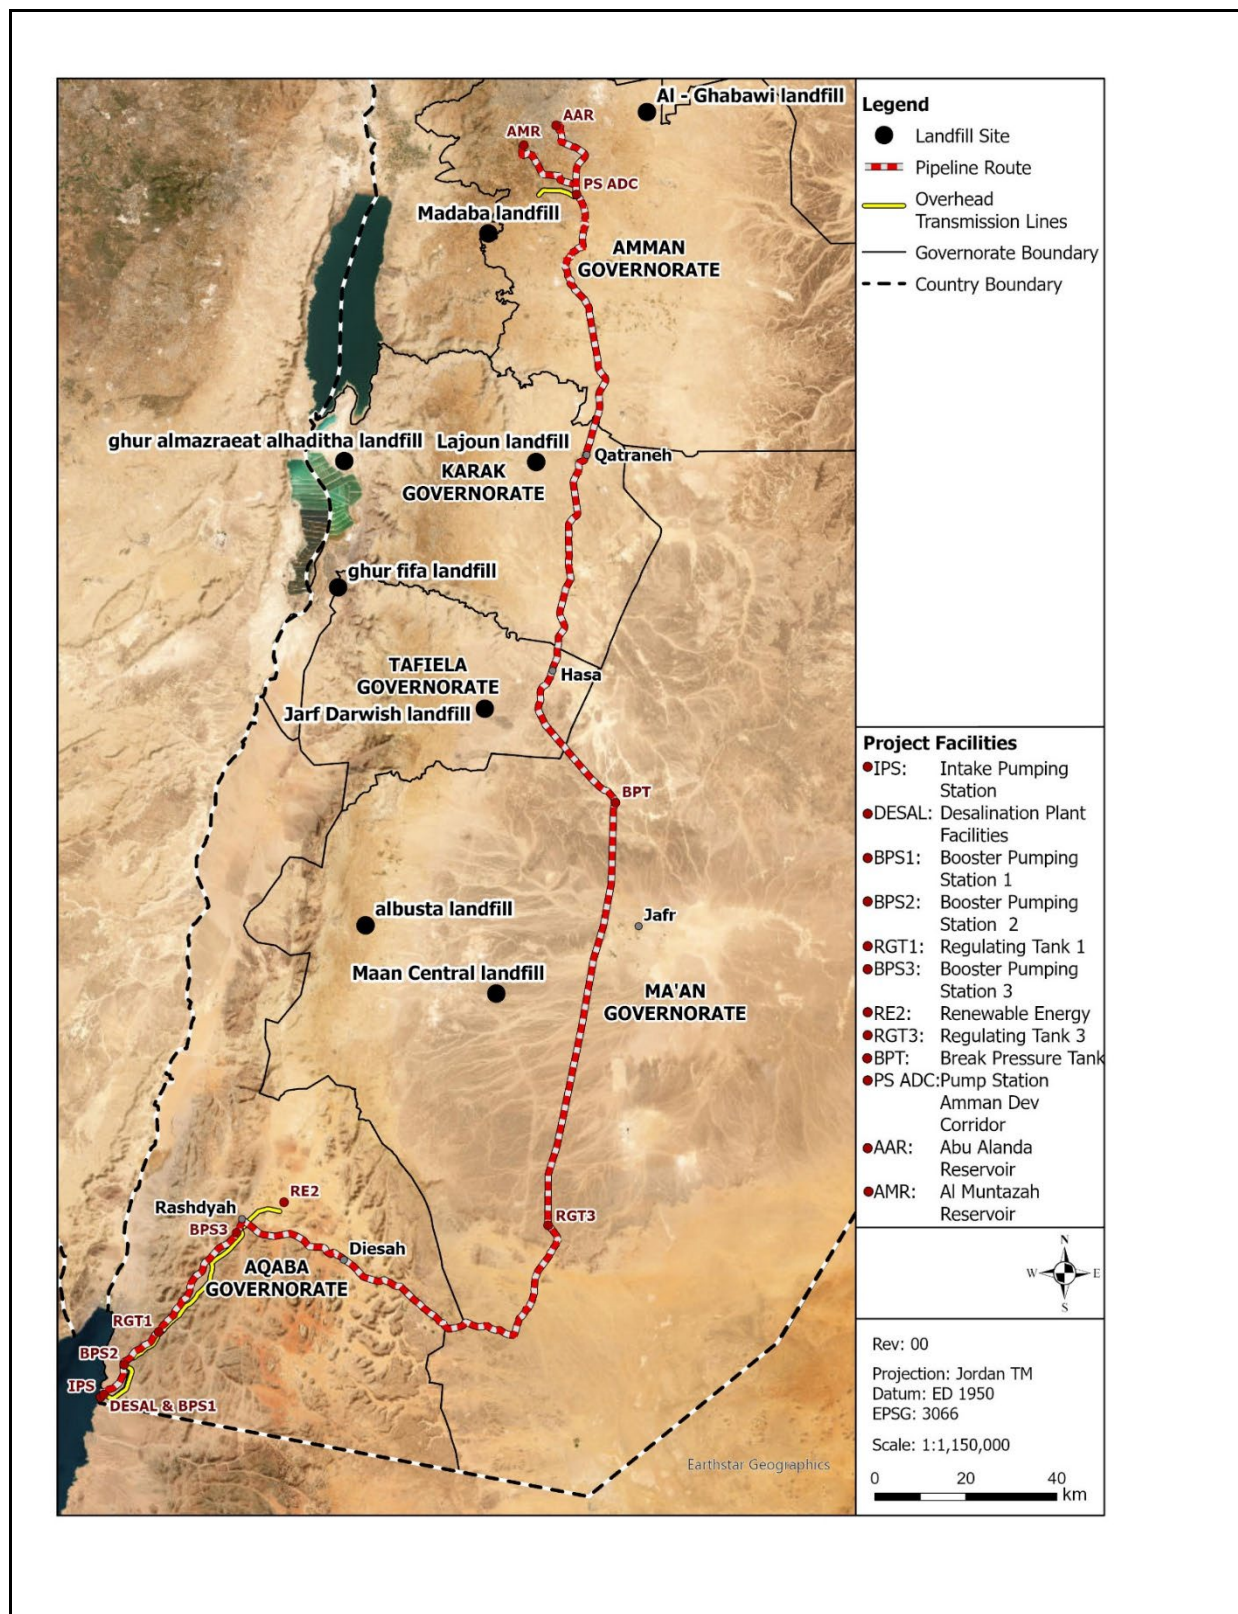 Al - Ghabawi landfill
AAR
AMR
PS ADC
Madaba landfill
AMMAN
GOVERNORATE
ghur almazraeat alhaditha landfill
Lajoun landfill
Qatraneh
KARAK
GOVERNORATE
ghur fifa landfill
TAFIELA
GOVERNORATE
Hasa
Jarf Darwish landfill
BPT
albusta landfill
Jafr
Maan Central landfill
MA'AN
GOVERNORATE
RE2
Rashdyah
BPS3
RGT3
Diesah
AQABA
GOVERNORATE
RGT1
BPS2
IPS
DESAL & BPS1
Earthstar Geographics
Legend
Landfill Site
Pipeline Route
Overhead
Transmission Lines
Governorate Boundary
Country Boundary
Project Facilities
IPS: Intake Pumping
Station
DESAL: Desalination Plant
Facilities
BPS1: Booster Pumping
Station 1
BPS2: Booster Pumping
Station 2
RGT1: Regulating Tank 1
BPS3: Booster Pumping
Station 3
RE2: Renewable Energy
RGT3: Regulating Tank 3
BPT: Break Pressure Tank
PS ADC: Pump Station
Amman Dev
Corridor
AAR: Abu Alanda
Reservoir
AMR: Al Muntazah
Reservoir
N
W E
S
Rev: 00
Projection: Jordan TM
Datum: ED 1950
EPSG: 3066
Scale: 1:1,150,000
0 20 40
km